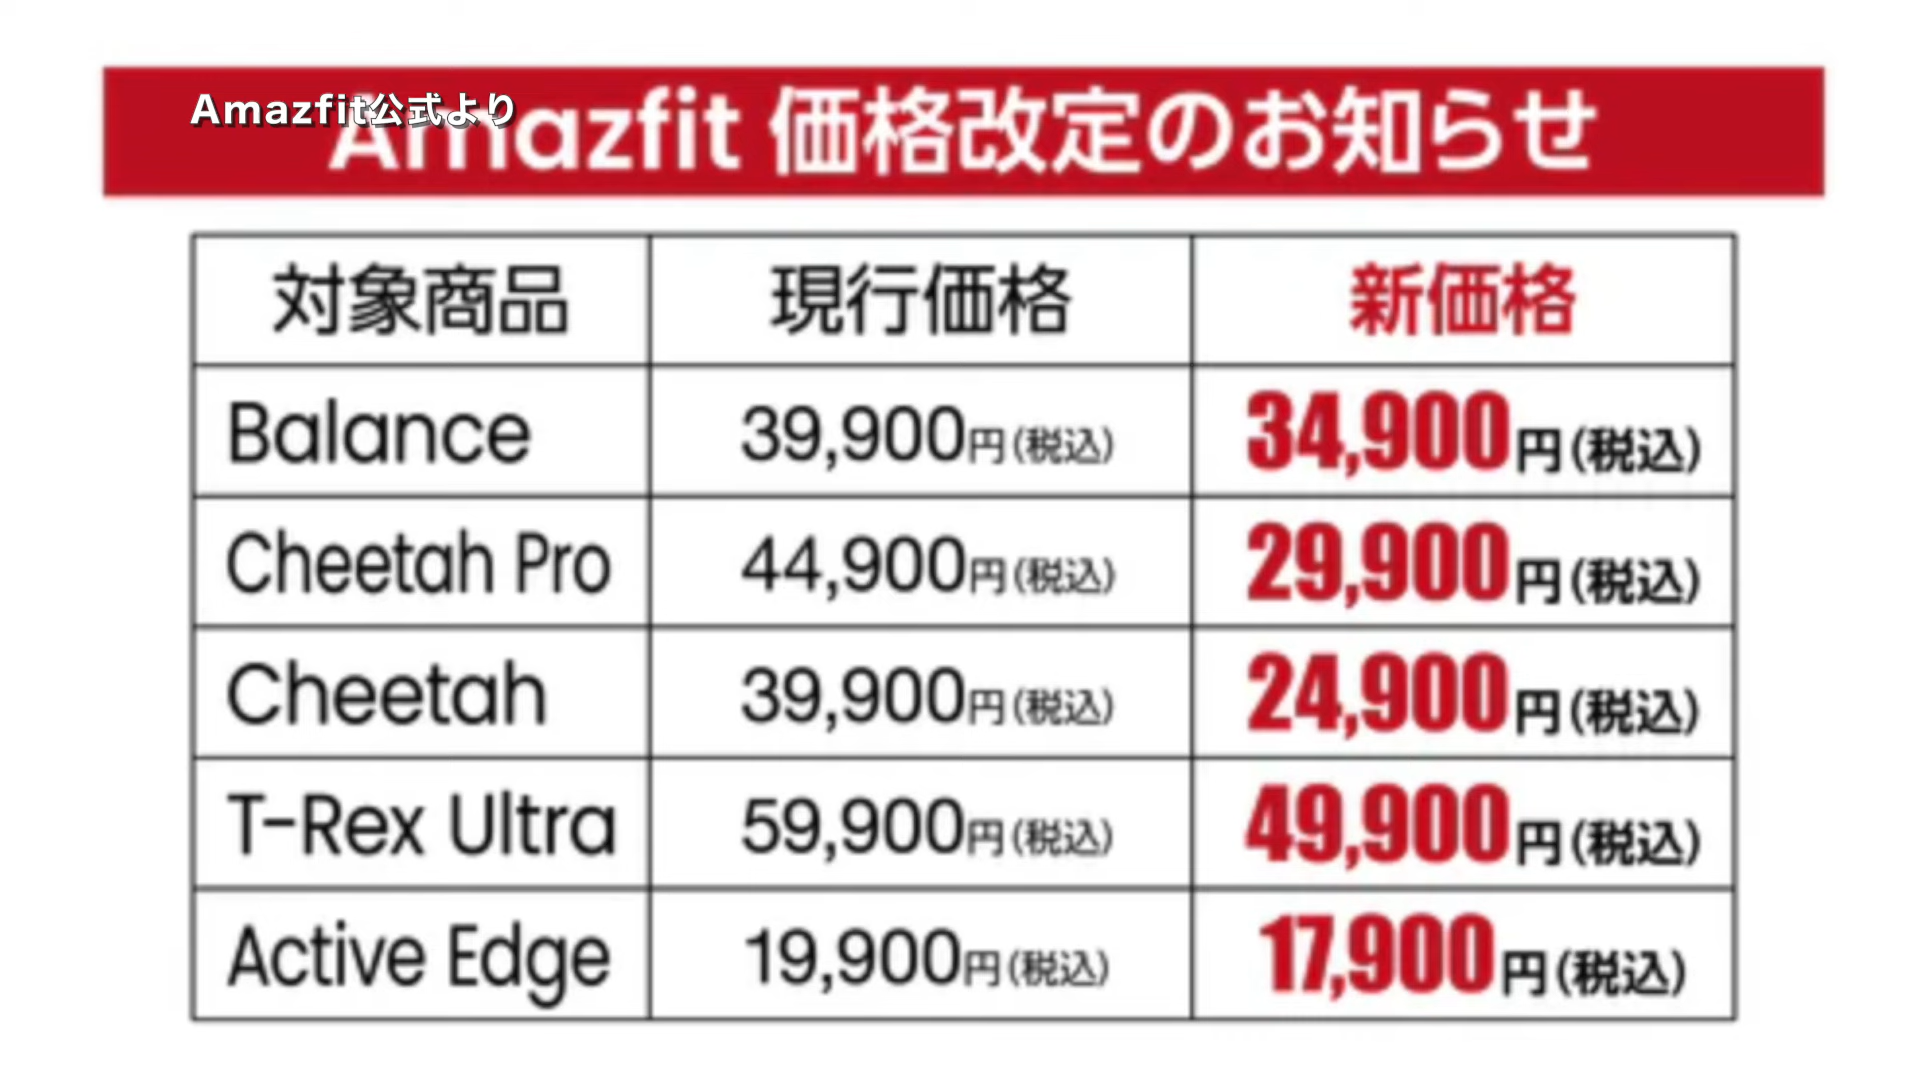 Amazfit公式より
Amazfit 価格改定のお知らせ
対象商品 現行価格 新価格
Balance 39,900円(税込) 34,900円(税込)
Cheetah Pro 44,900円(税込) 29,900円(税込)
Cheetah 39,900円(税込) 24,900円(税込)
T-Rex Ultra 59,900円(税込) 49,900円(税込)
Active Edge 19,900円(税込) 17,900円(税込)